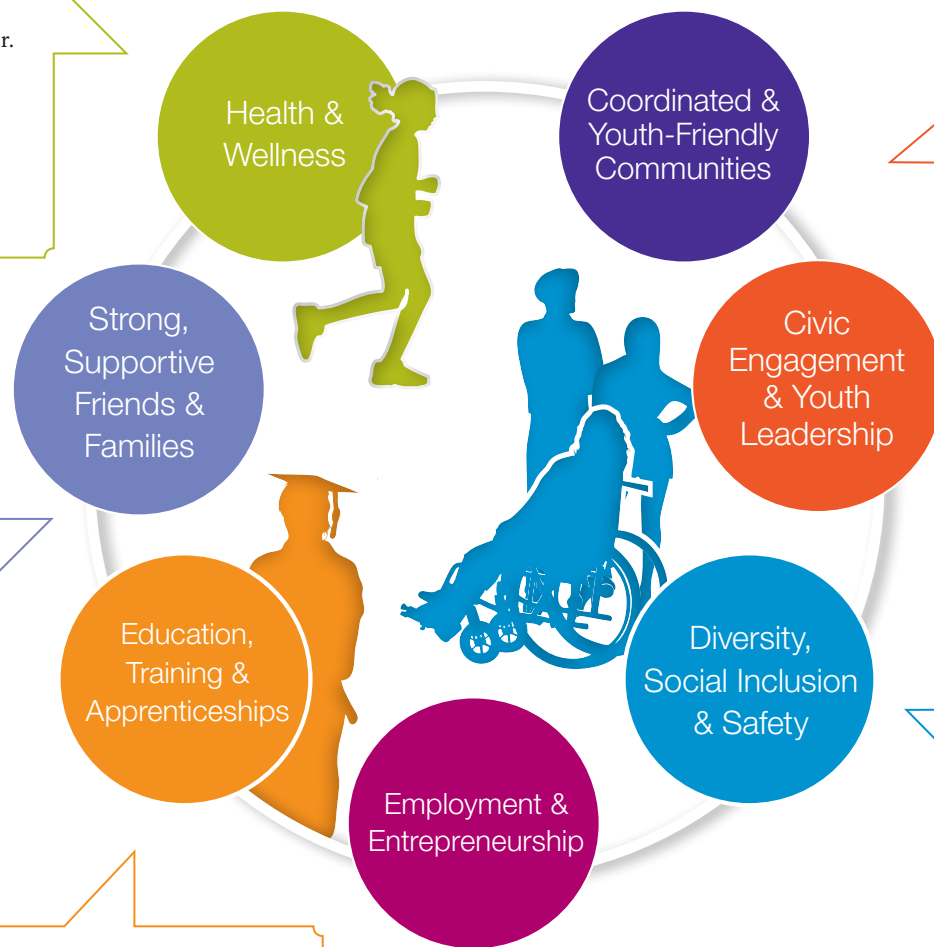 r.
Health &
Wellness
Coordinated &
Youth-Friendly
Communities
Strong,
Supportive
Friends &
Families
Civic
Engagement
& Youth
Leadership
Education,
Training &
Apprenticeships
Diversity,
Social Inclusion
& Safety
Employment &
Entrepreneurship